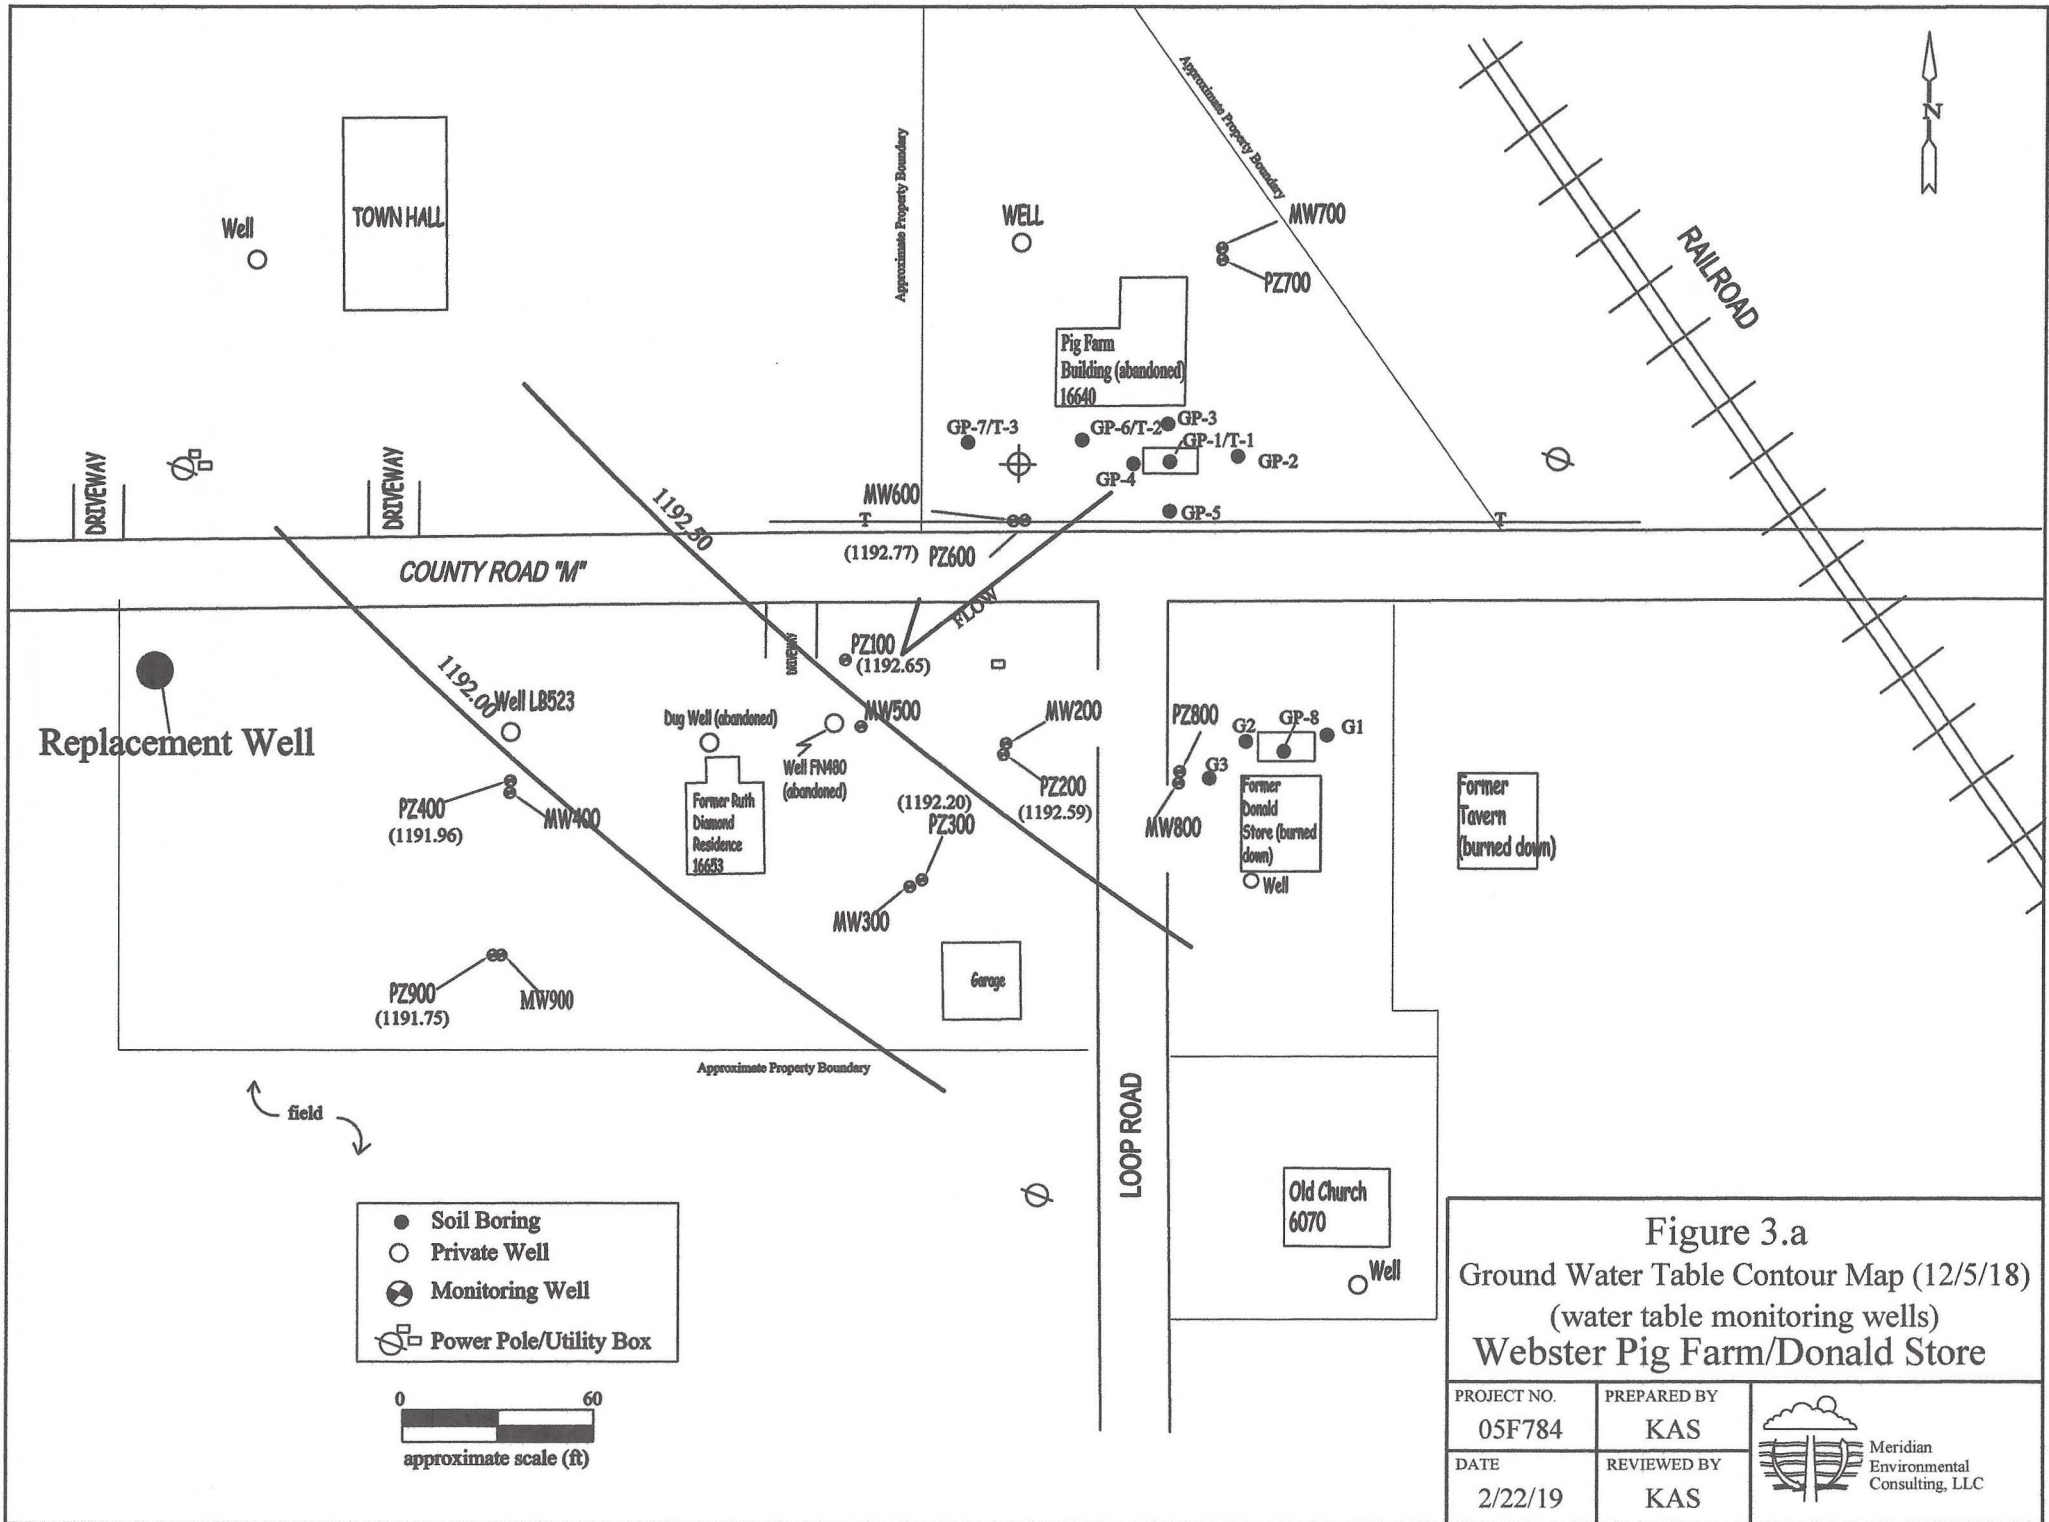 Approximate Property Boundary
Approximate Property Boundary
N
TOWN HALL
Well
WELL
MW700
PZ700
RAILROAD
Pig Farm
Building (abandoned)
16640
GP-3
GP-7/T-3
GP-6/T-2
GP-1/T-1
GP-2
GP-4
GP-5
DRIVEWAY
DRIVEWAY
1192.50
MW600
T
T
(1192.77)
PZ600
COUNTY ROAD "M"
FLOW
DRIVEWAY
PZ100
(1192.65)
1192.00
Well LB523
Replacement Well
Dug Well (abandoned)
MW500
MW200
PZ800
G2
GP-8
G1
Well FN480
(abandoned)
G3
PZ200
(1192.59)
PZ400
(1191.96)
MW400
Former Ruth
Diamond
Residence
16653
(1192.20)
PZ300
MW800
Former
Donald
Store (burned
down)
Former
Tavern
(burned down)
Well
MW300
Garage
PZ900
(1191.75)
MW900
Approximate Property Boundary
field
LOOP ROAD
Old Church
6070
Well
Soil Boring
Private Well
Monitoring Well
Power Pole/Utility Box
0 60
approximate scale (ft)
Figure 3.a
Ground Water Table Contour Map (12/5/18)
(water table monitoring wells)
Webster Pig Farm/Donald Store
PROJECT NO.
05F784
PREPARED BY
KAS
DATE
2/22/19
REVIEWED BY
KAS
Meridian
Environmental
Consulting, LLC